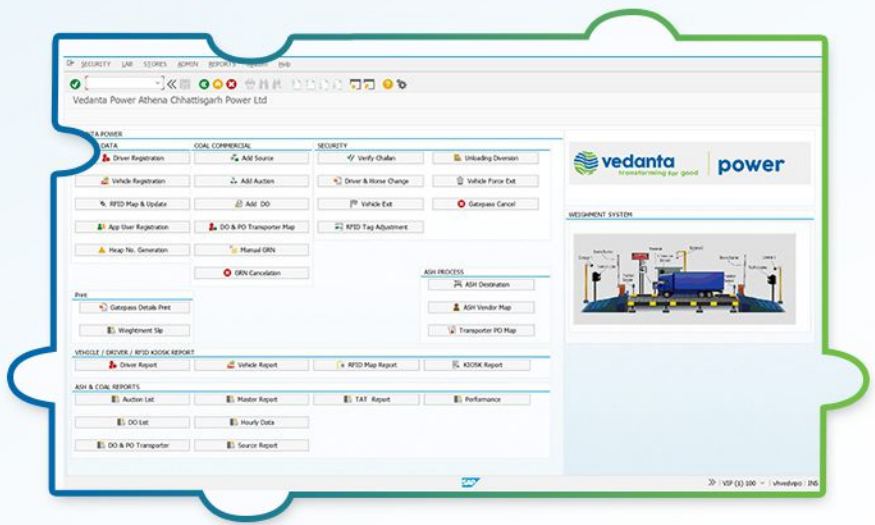 SECURITY LAB STORES ADMIN REPORTS System Help
Vedanta Power Athena Chhattisgarh Power Ltd
POWER
DATA COAL COMMERCIAL SECURITY
Driver Registration Add Source Verify Challan Unloading Diversion
Vehicle Registration Add Auction Driver & Horse Change Vehicle Force Exit
RFID Map & Update Add DO Vehicle Exit Gatepass Cancel
App User Registration DO & PO Transporter Map RFID Tag Adjustment
Heap No. Generation Manual GRN
GRN Cancelation
ASH PROCESS
ASH Destination
Print
Gatepass Details Print ASH Vendor Map
Weightment Slip Transporter PO Map
VEHICLE / DRIVER / RFID KIOSK REPORT
Driver Report Vehicle Report RFID Map Report KIOSK Report
ASH & COAL REPORTS
Auction List Master Report TAT Report Performance
DO List Hourly Data
DO & PO Transporter Source Report
vedanta power
transforming for good
WEIGHMENT SYSTEM
SAP
VIP (1) 100 vhvedvpo INS